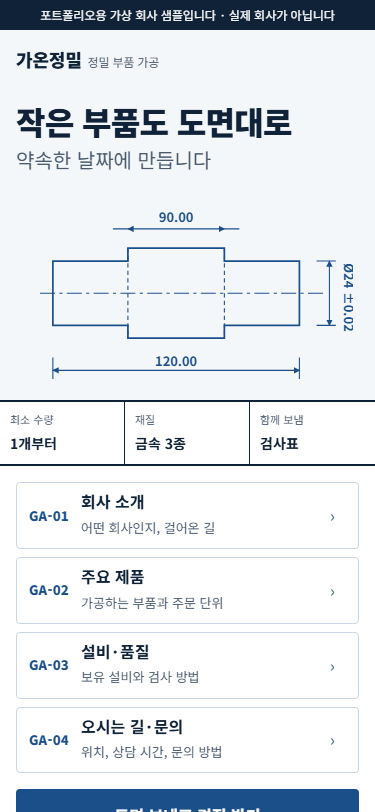 포트폴리오용 가상 회사 샘플입니다 · 실제 회사가 아닙니다
가온정밀 정밀 부품 가공
작은 부품도 도면대로
약속한 날짜에 만듭니다
90.00
Ø24 ±0.02
120.00
최소 수량
1개부터
재질
금속 3종
함께 보냄
검사표
GA-01
회사 소개
어떤 회사인지, 걸어온 길
›
GA-02
주요 제품
가공하는 부품과 주문 단위
›
GA-03
설비·품질
보유 설비와 검사 방법
›
GA-04
오시는 길·문의
위치, 상담 시간, 문의 방법
›